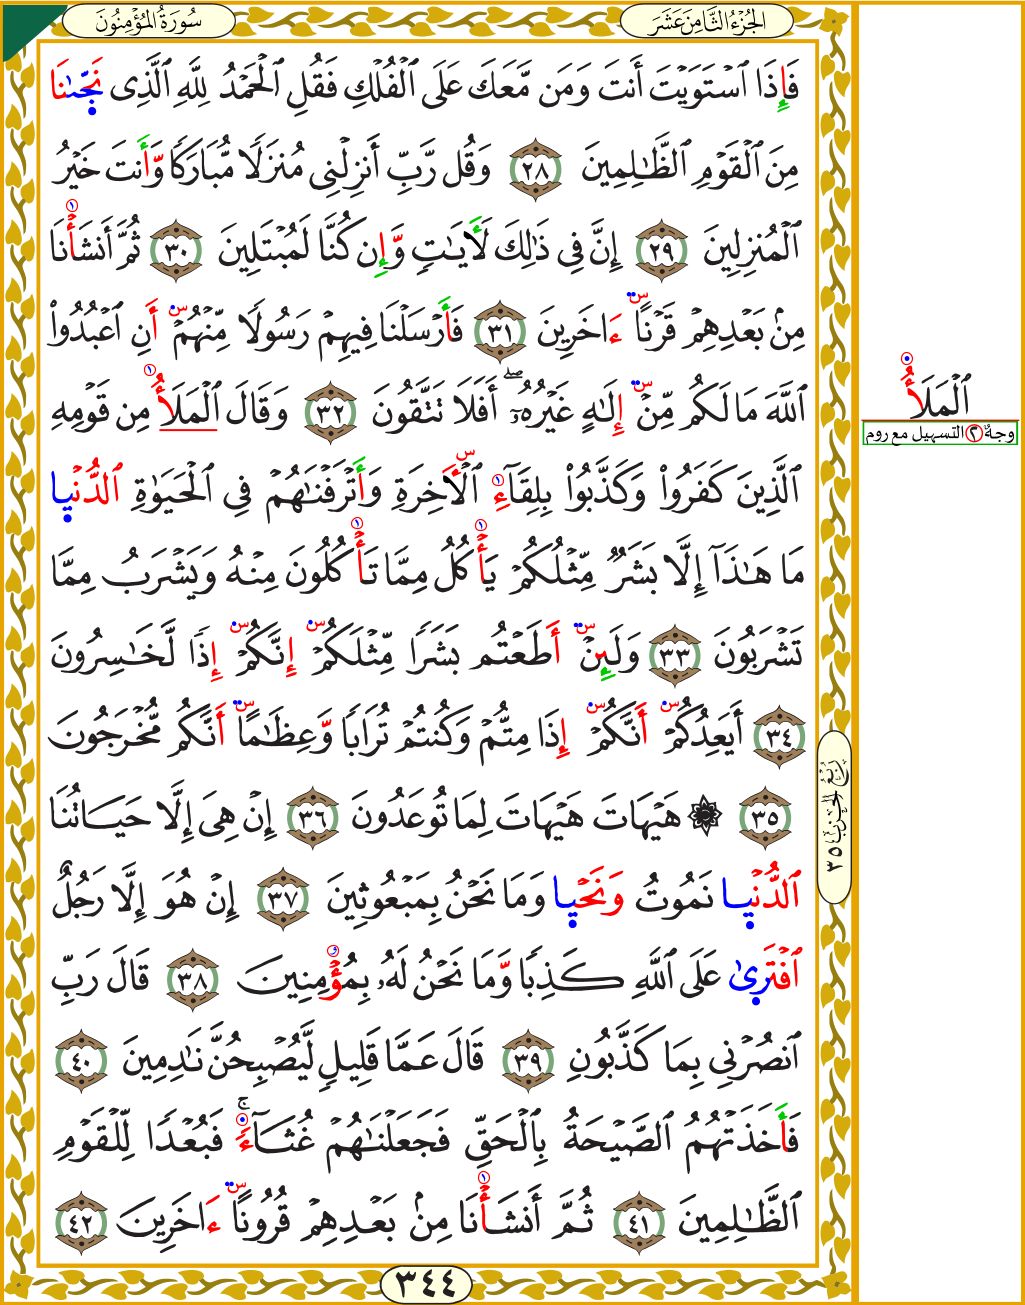 سُورَةُ المُؤْمِنُونَ
الجُزْءُ الثَّامِنَ عَشَرَ
فَإِذَا ٱسْتَوَيْتَ أَنتَ وَمَن مَّعَكَ عَلَى ٱلْفُلْكِ فَقُلِ ٱلْحَمْدُ لِلَّهِ ٱلَّذِى نَجَّىٰنَا
مِنَ ٱلْقَوْمِ ٱلظَّـٰلِمِينَ ٢٨ وَقُل رَّبِّ أَنزِلْنِى مُنزَلًا مُّبَارَكًا وَّأَنتَ خَيْرُ
ٱلْمُنزِلِينَ ٢٩ إِنَّ فِى ذَٰلِكَ لَأَيَـٰتٍ وَّإِن كُنَّا لَمُبْتَلِينَ ٣٠ ثُمَّ أَنشَأْنَا
مِنۢ بَعْدِهِمْ قَرْنًا ءَاخَرِينَ ٣١ فَأَرْسَلْنَا فِيهِمْ رَسُولًا مِّنْهُمْ أَنِ ٱعْبُدُوا۟
ٱللَّهَ مَا لَكُم مِّنْ إِلَـٰهٍ غَيْرُهُۥٓ ۖ أَفَلَا تَتَّقُونَ ٣٢ وَقَالَ ٱلْمَلَأُ مِن قَوْمِهِ
ٱلَّذِينَ كَفَرُوا۟ وَكَذَّبُوا۟ بِلِقَآءِ ٱلْأَخِرَةِ وَأَتْرَفْنَـٰهُمْ فِى ٱلْحَيَوٰةِ ٱلدُّنْيَا
مَا هَـٰذَآ إِلَّا بَشَرٌ مِّثْلُكُمْ يَأْكُلُ مِمَّا تَأْكُلُونَ مِنْهُ وَيَشْرَبُ مِمَّا
تَشْرَبُونَ ٣٣ وَلَئِنْ أَطَعْتُم بَشَرًا مِّثْلَكُمْ إِنَّكُمْ إِذًا لَّخَـٰسِرُونَ
٣٤ أَيَعِدُكُمْ أَنَّكُمْ إِذَا مِتُّمْ وَكُنتُمْ تُرَابًا وَّعِظَـٰمًا أَنَّكُم مُّخْرَجُونَ
٣٥ ۞ هَيْهَاتَ هَيْهَاتَ لِمَا تُوعَدُونَ ٣٦ إِنْ هِىَ إِلَّا حَيَاتُنَا
ٱلدُّنْيَا نَمُوتُ وَنَحْيَا وَمَا نَحْنُ بِمَبْعُوثِينَ ٣٧ إِنْ هُوَ إِلَّا رَجُلٌ
ٱفْتَرَىٰ عَلَى ٱللَّهِ كَذِبًا وَّمَا نَحْنُ لَهُۥ بِمُؤْمِنِينَ ٣٨ قَالَ رَبِّ
ٱنصُرْنِى بِمَا كَذَّبُونِ ٣٩ قَالَ عَمَّا قَلِيلٍ لَّيُصْبِحُنَّ نَـٰدِمِينَ ٤٠
فَأَخَذَتْهُمُ ٱلصَّيْحَةُ بِٱلْحَقِّ فَجَعَلْنَـٰهُمْ غُثَآءً ۚ فَبُعْدًا لِّلْقَوْمِ
ٱلظَّـٰلِمِينَ ٤١ ثُمَّ أَنشَأْنَا مِنۢ بَعْدِهِمْ قُرُونًا ءَاخَرِينَ ٤٢
٣٤٤
ٱلْمَلَأُ
وجهٌ ٢ التسهيل مع روم
رُبْعُ الحِزْبِ ٣٥